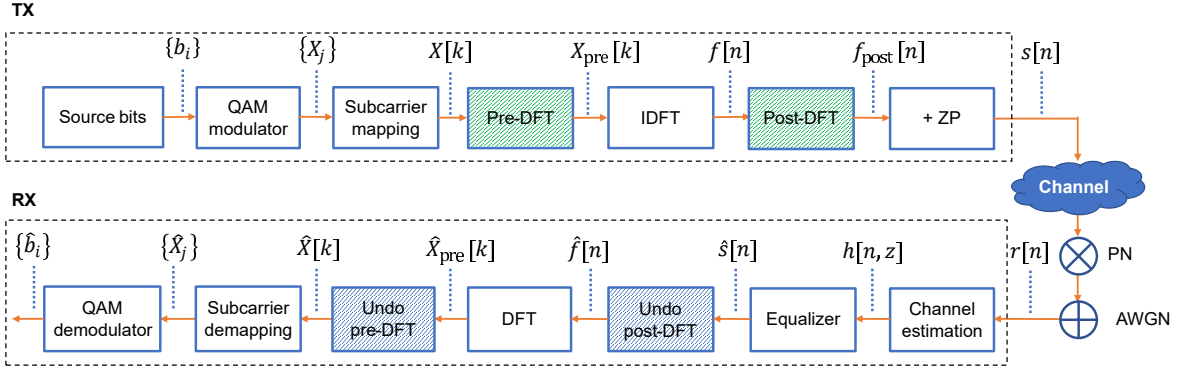 TX
{b_i}
{X_j}
X[k]
X_pre[k]
f[n]
f_post[n]
s[n]
Source bits
QAM
modulator
Subcarrier
mapping
Pre-DFT
IDFT
Post-DFT
+ ZP
Channel
RX
{b̂_i}
{X̂_j}
X̂[k]
X̂_pre[k]
f̂[n]
ŝ[n]
h[n, z]
r[n]
PN
QAM
demodulator
Subcarrier
demapping
Undo
pre-DFT
DFT
Undo
post-DFT
Equalizer
Channel
estimation
AWGN